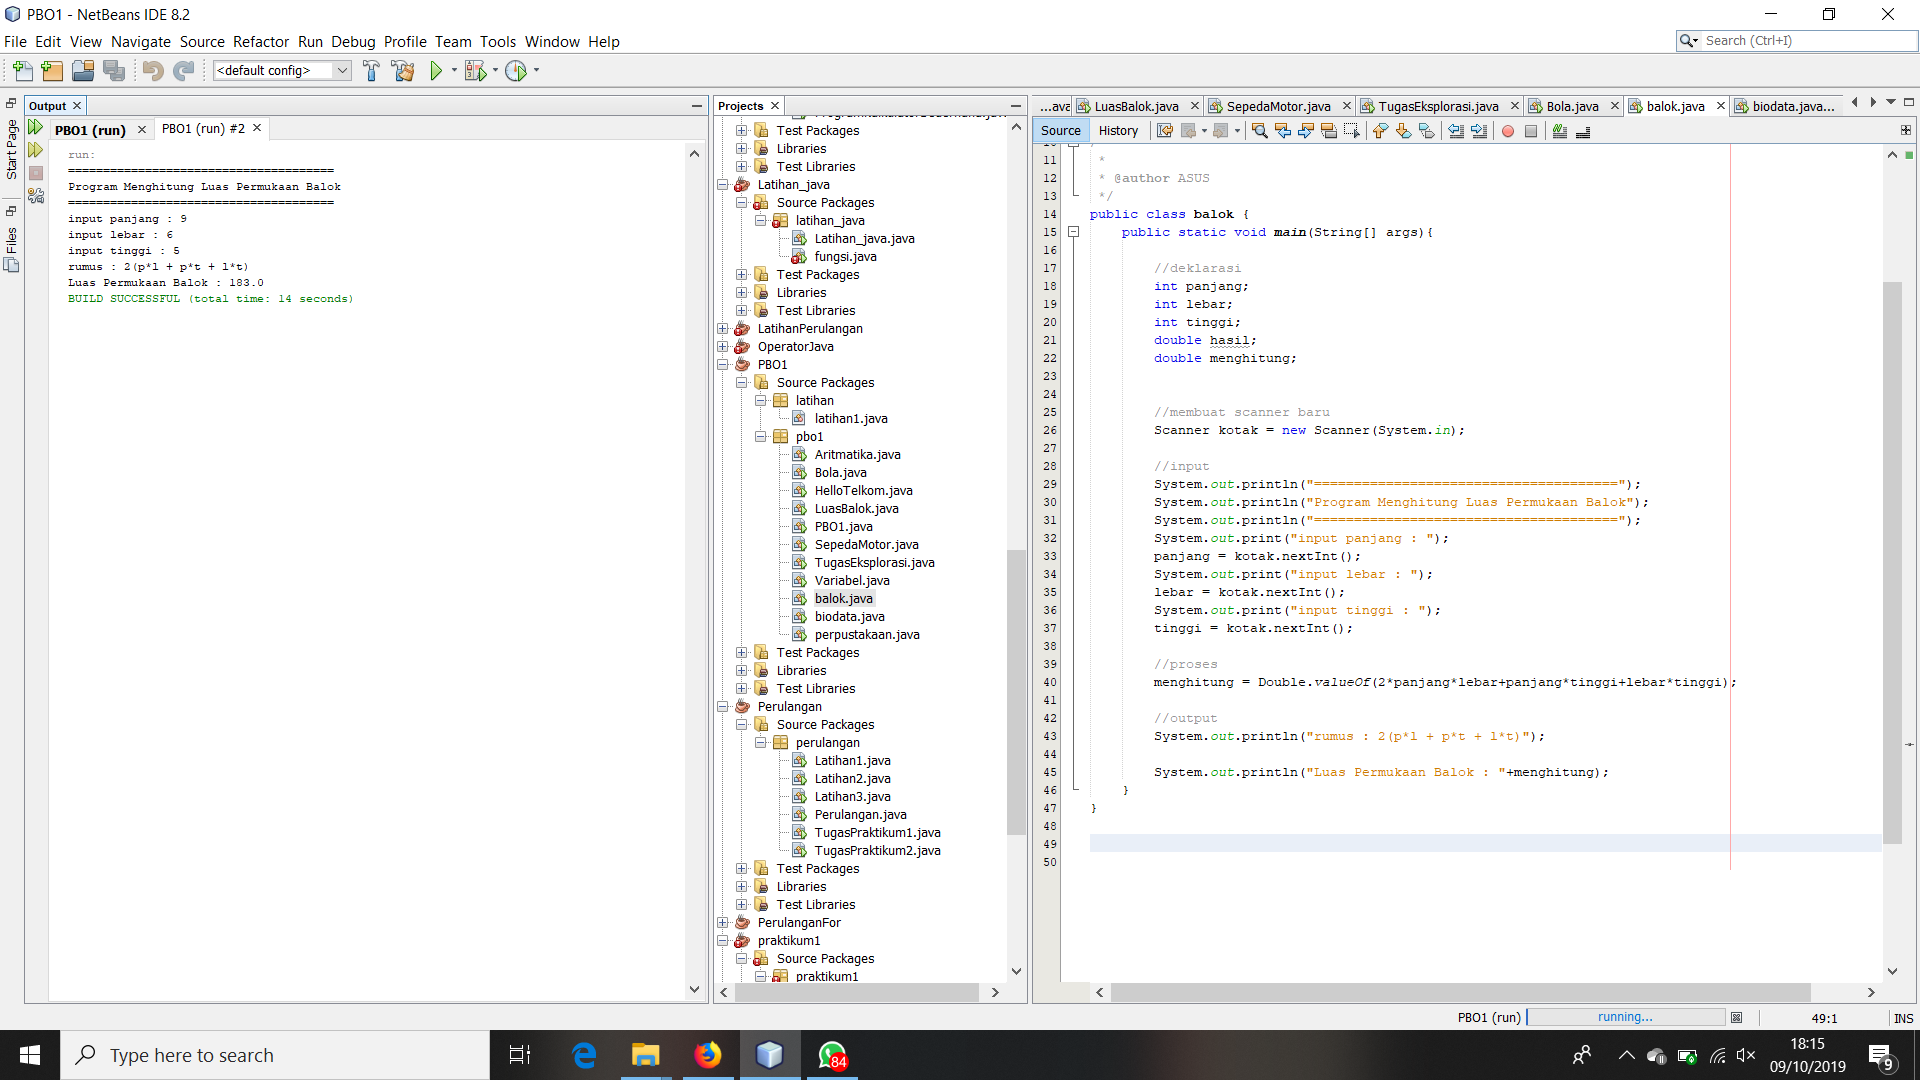 PBO1 - NetBeans IDE 8.2
File Edit View Navigate Source Refactor Run Debug Profile Team Tools Window Help
Search (Ctrl+I)
<default config>
Start Page
Files
Output
PBO1 (run)
PBO1 (run) #2
run:
======================================
Program Menghitung Luas Permukaan Balok
======================================
input panjang : 9
input lebar : 6
input tinggi : 5
rumus : 2(p*l + p*t + l*t)
Luas Permukaan Balok : 183.0
BUILD SUCCESSFUL (total time: 14 seconds)
Projects
Test Packages
Libraries
Test Libraries
Latihan_java
Source Packages
latihan_java
Latihan_java.java
fungsi.java
Test Packages
Libraries
Test Libraries
LatihanPerulangan
OperatorJava
PBO1
Source Packages
latihan
latihan1.java
pbo1
Aritmatika.java
Bola.java
HelloTelkom.java
LuasBalok.java
PBO1.java
SepedaMotor.java
TugasEksplorasi.java
Variabel.java
balok.java
biodata.java
perpustakaan.java
Test Packages
Libraries
Test Libraries
Perulangan
Source Packages
perulangan
Latihan1.java
Latihan2.java
Latihan3.java
Perulangan.java
TugasPraktikum1.java
TugasPraktikum2.java
Test Packages
Libraries
Test Libraries
PerulanganFor
praktikum1
Source Packages
praktikum1
...ava LuasBalok.java SepedaMotor.java TugasEksplorasi.java Bola.java balok.java biodata.java...
Source History
11 *
12 * @author ASUS
13 */
14 public class balok {
15 public static void main(String[] args){
16
17 //deklarasi
18 int panjang;
19 int lebar;
20 int tinggi;
21 double hasil;
22 double menghitung;
23
24
25 //membuat scanner baru
26 Scanner kotak = new Scanner(System.in);
27
28 //input
29 System.out.println("======================================");
30 System.out.println("Program Menghitung Luas Permukaan Balok");
31 System.out.println("======================================");
32 System.out.print("input panjang : ");
33 panjang = kotak.nextInt();
34 System.out.print("input lebar : ");
35 lebar = kotak.nextInt();
36 System.out.print("input tinggi : ");
37 tinggi = kotak.nextInt();
38
39 //proses
40 menghitung = Double.valueOf(2*panjang*lebar+panjang*tinggi+lebar*tinggi);
41
42 //output
43 System.out.println("rumus : 2(p*l + p*t + l*t)");
44
45 System.out.println("Luas Permukaan Balok : "+menghitung);
46 }
47 }
48
49
50
PBO1 (run) running... 49:1 INS
Type here to search
84
18:15
09/10/2019
9